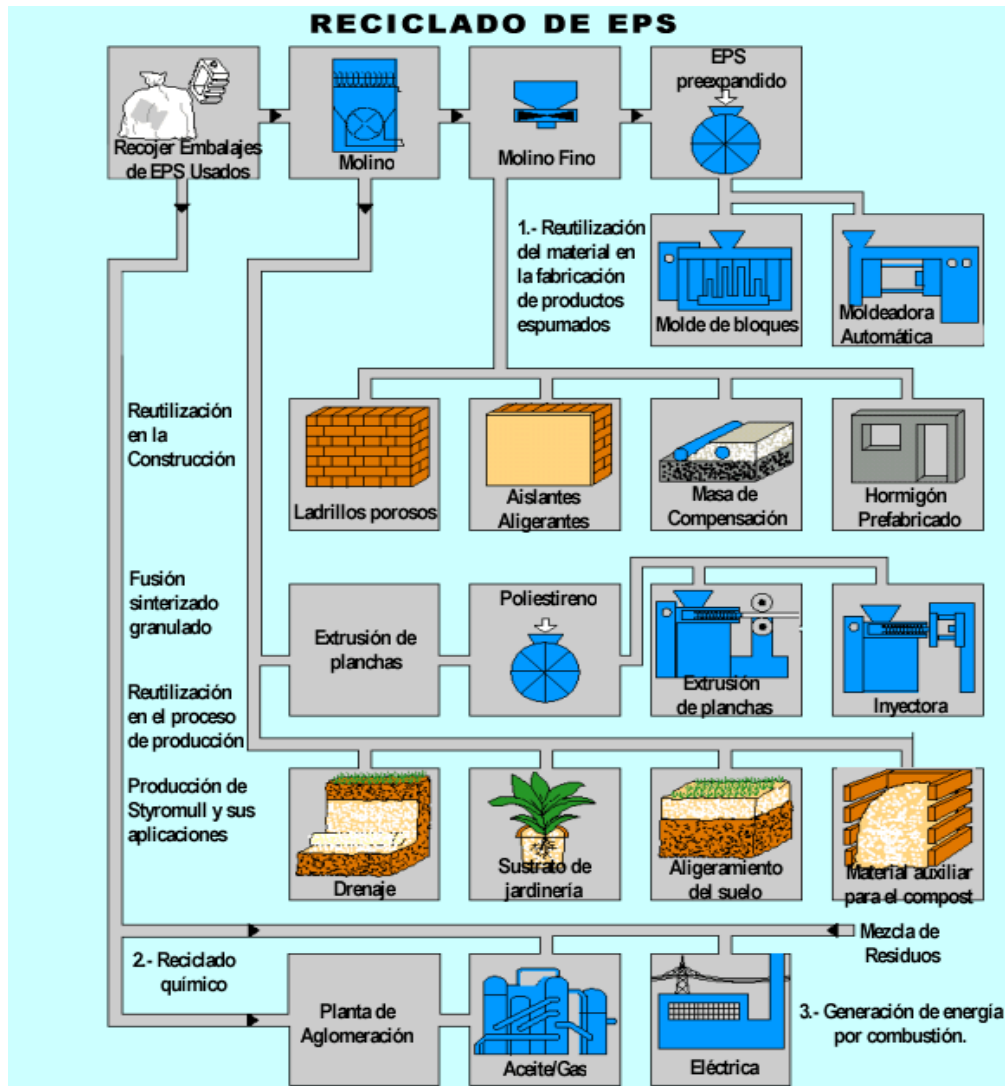 RECICLADO DE EPS
Recojer Embalajes
de EPS Usados
Molino
Molino Fino
EPS
preexpandido
1.- Reutilización
del material en
la fabricación
de productos
espumados
Molde de bloques
Moldeadora
Automática
Reutilización
en la
Construcción
Ladrillos porosos
Aislantes
Aligerantes
Masa de
Compensación
Hormigón
Prefabricado
Fusión
sinterizado
granulado
Extrusión de
planchas
Poliestireno
Extrusión
de planchas
Inyectora
Reutilización
en el proceso
de producción
Producción de
Styromull y sus
aplicaciones
Drenaje
Sustrato de
jardinería
Aligeramiento
del suelo
Material auxiliar
para el compost
Mezcla de
Residuos
2.- Reciclado
químico
Planta de
Aglomeración
Aceite/Gas
Eléctrica
3.- Generación de energía
por combustión.